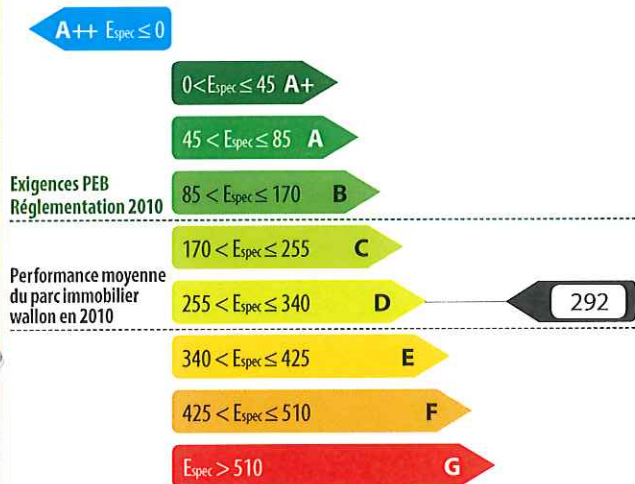 A++ Espec ≤ 0
0 < Espec ≤ 45 A+
45 < Espec ≤ 85 A
Exigences PEB
Réglementation 2010
85 < Espec ≤ 170 B
170 < Espec ≤ 255 C
Performance moyenne
du parc immobilier
wallon en 2010
255 < Espec ≤ 340 D
292
340 < Espec ≤ 425 E
425 < Espec ≤ 510 F
Espec > 510 G